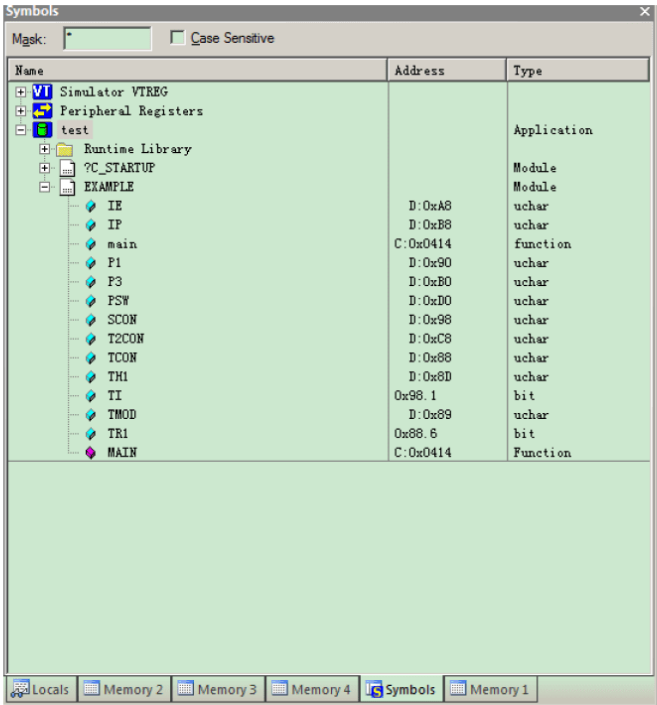 Symbols
Mask: * Case Sensitive
Name Address Type
VT Simulator VTREG
Peripheral Registers
test Application
Runtime Library
?C_STARTUP Module
EXAMPLE Module
IE D:0xA8 uchar
IP D:0xB8 uchar
main C:0x0414 function
P1 D:0x90 uchar
P3 D:0xB0 uchar
PSW D:0xD0 uchar
SCON D:0x98 uchar
T2CON D:0xC8 uchar
TCON D:0x88 uchar
TH1 D:0x8D uchar
TI 0x98.1 bit
TMOD D:0x89 uchar
TR1 0x88.6 bit
MAIN C:0x0414 Function
Locals Memory 2 Memory 3 Memory 4 Symbols Memory 1